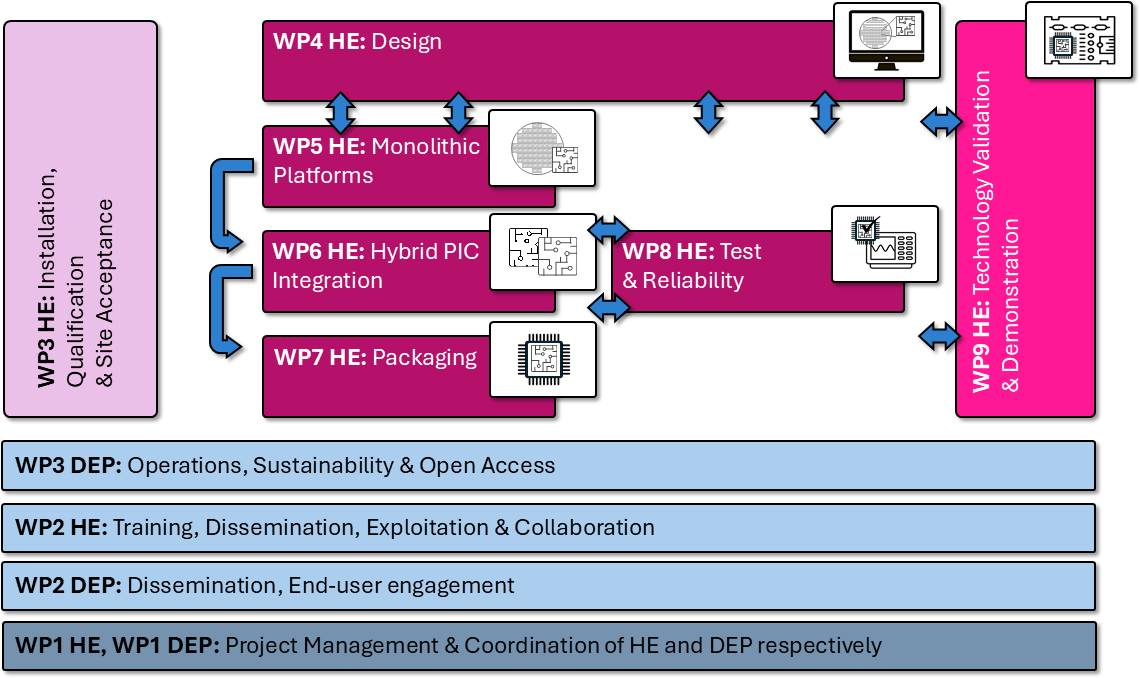 WP3 HE: Installation,
Qualification
& Site Acceptance
WP4 HE: Design
WP5 HE: Monolithic
Platforms
WP6 HE: Hybrid PIC
Integration
WP7 HE: Packaging
WP8 HE: Test
& Reliability
WP9 HE: Technology Validation
& Demonstration
WP3 DEP: Operations, Sustainability & Open Access
WP2 HE: Training, Dissemination, Exploitation & Collaboration
WP2 DEP: Dissemination, End-user engagement
WP1 HE, WP1 DEP: Project Management & Coordination of HE and DEP respectively